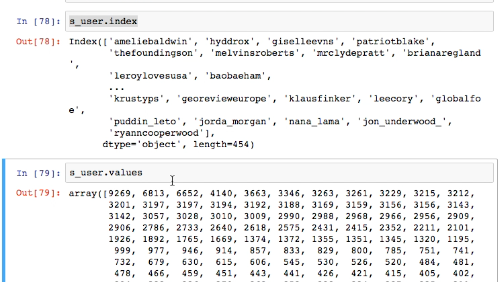 In [78]: s_user.index
Out[78]: Index(['ameliebaldwin', 'hyddrox', 'giselleevns', 'patriotblake',
'thefoundingson', 'melvinsroberts', 'mrclydepratt', 'brianaregland
',
'leroylovesusa', 'baobaeham',
...
'krustyps', 'georevieweurope', 'klausfinker', 'leecory', 'globalfo
e',
'puddin_leto', 'jorda_morgan', 'nana_lama', 'jon_underwood_',
'ryanncooperwood'],
dtype='object', length=454)
In [79]: s_user.values
Out[79]: array([9269, 6813, 6652, 4140, 3663, 3346, 3263, 3261, 3229, 3215, 3212,
3201, 3197, 3197, 3194, 3192, 3188, 3169, 3159, 3156, 3156, 3143,
3142, 3057, 3028, 3010, 3009, 2990, 2988, 2968, 2966, 2956, 2909,
2906, 2786, 2733, 2640, 2618, 2575, 2431, 2415, 2352, 2211, 2101,
1926, 1892, 1765, 1669, 1374, 1372, 1355, 1351, 1345, 1320, 1195,
999, 977, 946, 914, 857, 833, 829, 800, 785, 751, 741,
732, 679, 630, 615, 606, 545, 530, 526, 520, 484, 481,
478, 466, 459, 451, 443, 441, 426, 421, 415, 405, 402,